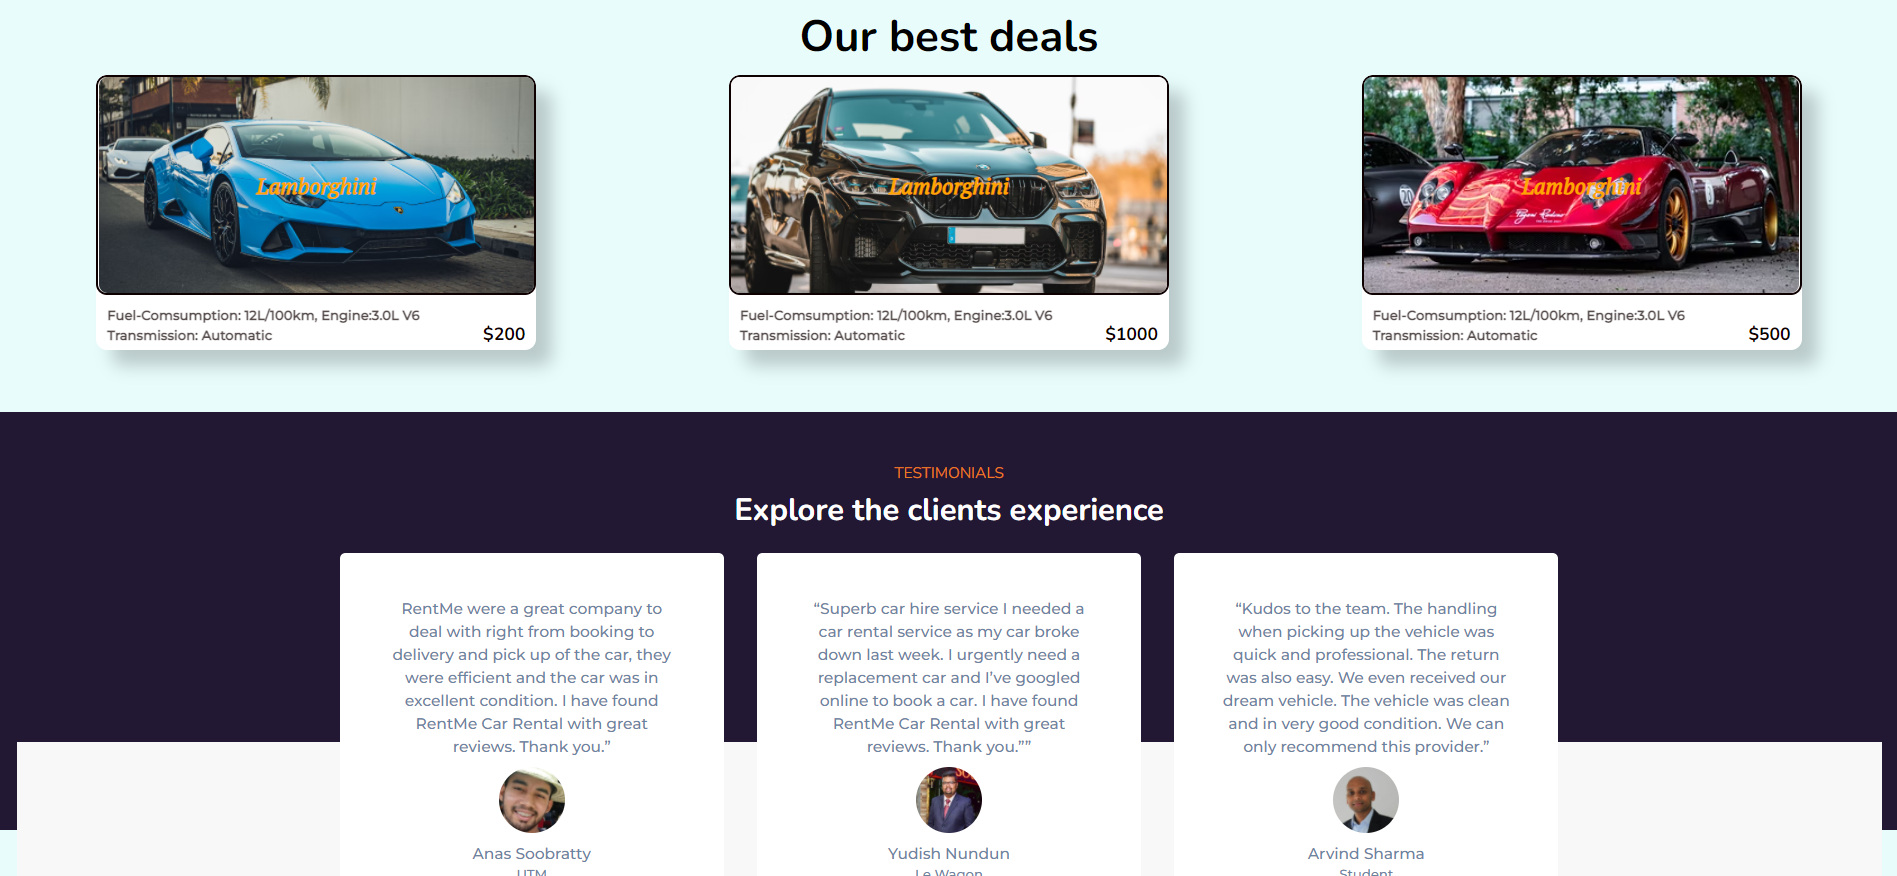 Our best deals
Lamborghini
Fuel-Comsumption: 12L/100km, Engine:3.0L V6
Transmission: Automatic
$200
Lamborghini
Fuel-Comsumption: 12L/100km, Engine:3.0L V6
Transmission: Automatic
$1000
Lamborghini
20
Fuel-Comsumption: 12L/100km, Engine:3.0L V6
Transmission: Automatic
$500
TESTIMONIALS
Explore the clients experience
RentMe were a great company to
deal with right from booking to
delivery and pick up of the car, they
were efficient and the car was in
excellent condition. I have found
RentMe Car Rental with great
reviews. Thank you.”
Anas Soobratty
UTM
“Superb car hire service I needed a
car rental service as my car broke
down last week. I urgently need a
replacement car and I’ve googled
online to book a car. I have found
RentMe Car Rental with great
reviews. Thank you.””
Yudish Nundun
Le Wagon
“Kudos to the team. The handling
when picking up the vehicle was
quick and professional. The return
was also easy. We even received our
dream vehicle. The vehicle was clean
and in very good condition. We can
only recommend this provider.”
Arvind Sharma
Student